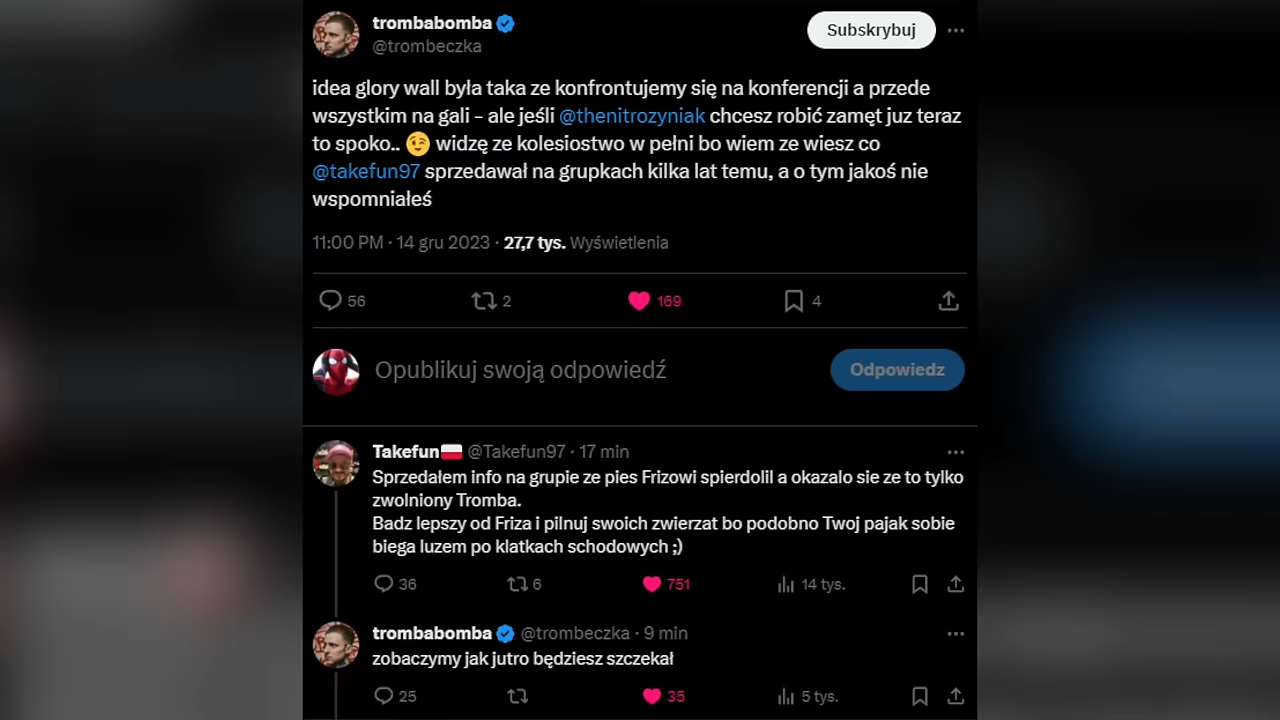 trombabomba
@trombeczka
Subskrybuj
idea glory wall była taka ze konfrontujemy się na konferencji a przede
wszystkim na gali – ale jeśli @thenitrozyniak chcesz robić zamęt juz teraz
to spoko.. 😉 widzę ze kolesiostwo w pełni bo wiem ze wiesz co
@takefun97 sprzedawał na grupkach kilka lat temu, a o tym jakoś nie
wspomniałeś
11:00 PM · 14 gru 2023 · 27,7 tys. Wyświetlenia
56 2 169 4
Opublikuj swoją odpowiedź Odpowiedz
Takefun🇵🇱 @Takefun97 · 17 min
Sprzedałem info na grupie ze pies Frizowi spierdolil a okazalo sie ze to tylko
zwolniony Tromba.
Badz lepszy od Friza i pilnuj swoich zwierzat bo podobno Twoj pajak sobie
biega luzem po klatkach schodowych ;)
36 6 751 14 tys.
trombabomba @trombeczka · 9 min
zobaczymy jak jutro będziesz szczekał
25 35 5 tys.